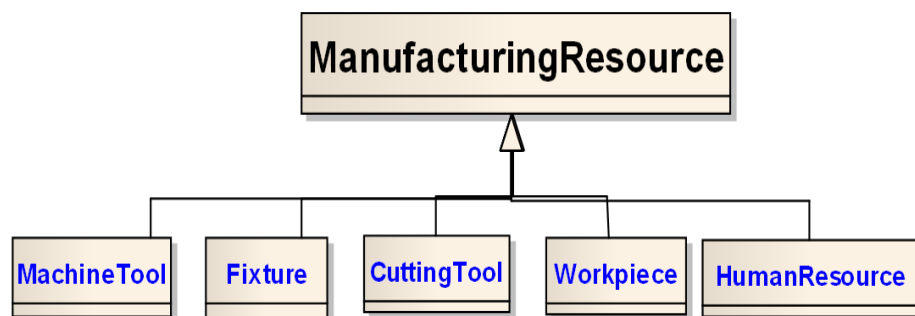 ManufacturingResource
MachineTool
Fixture
CuttingTool
Workpiece
HumanResource